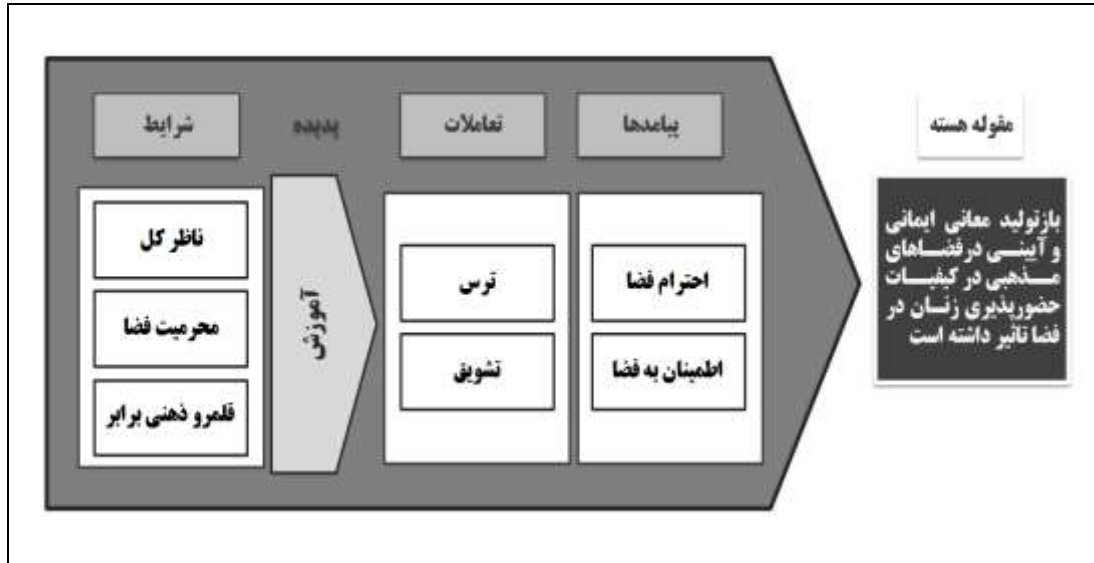 شرایط
پدیده
تعاملات
پیامدها
مقوله هسته
ناظر کل
محرمیت فضا
قلمرو ذهنی برابر
آموزش
ترس
تشویق
احترام فضا
اطمینان به فضا
بازتولید معانی ایمانی
و آیینی در فضاهای
مذهبی در کیفیات
حضورپذیری زنان در
فضا تاثیر داشته است